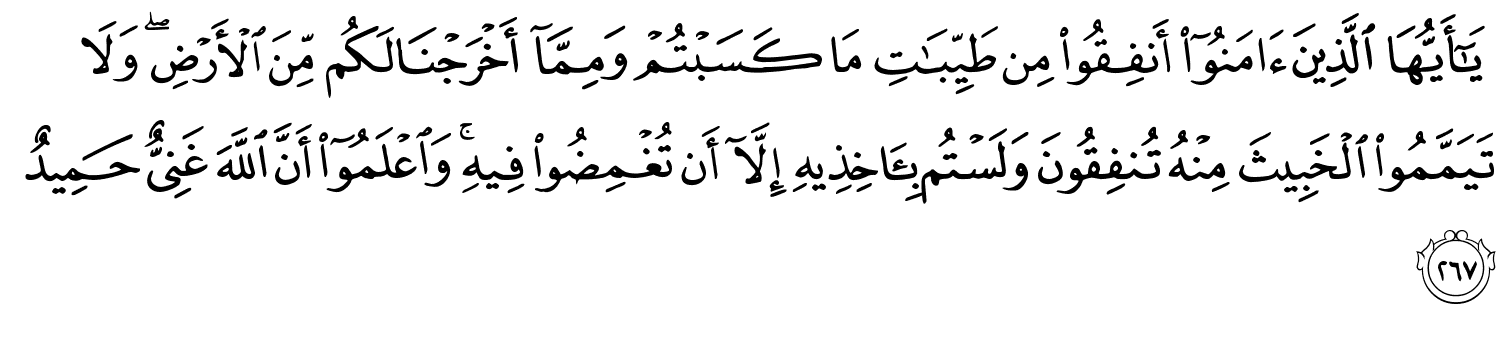 يَٰٓأَيُّهَا ٱلَّذِينَ ءَامَنُوٓا۟ أَنفِقُوا۟ مِن طَيِّبَٰتِ مَا كَسَبْتُمْ وَمِمَّآ أَخْرَجْنَا لَكُم مِّنَ ٱلْأَرْضِ ۖ وَلَا
تَيَمَّمُوا۟ ٱلْخَبِيثَ مِنْهُ تُنفِقُونَ وَلَسْتُم بِـَٔاخِذِيهِ إِلَّآ أَن تُغْمِضُوا۟ فِيهِ ۚ وَٱعْلَمُوٓا۟ أَنَّ ٱللَّهَ غَنِىٌّ حَمِيدٌ
٢٦٧